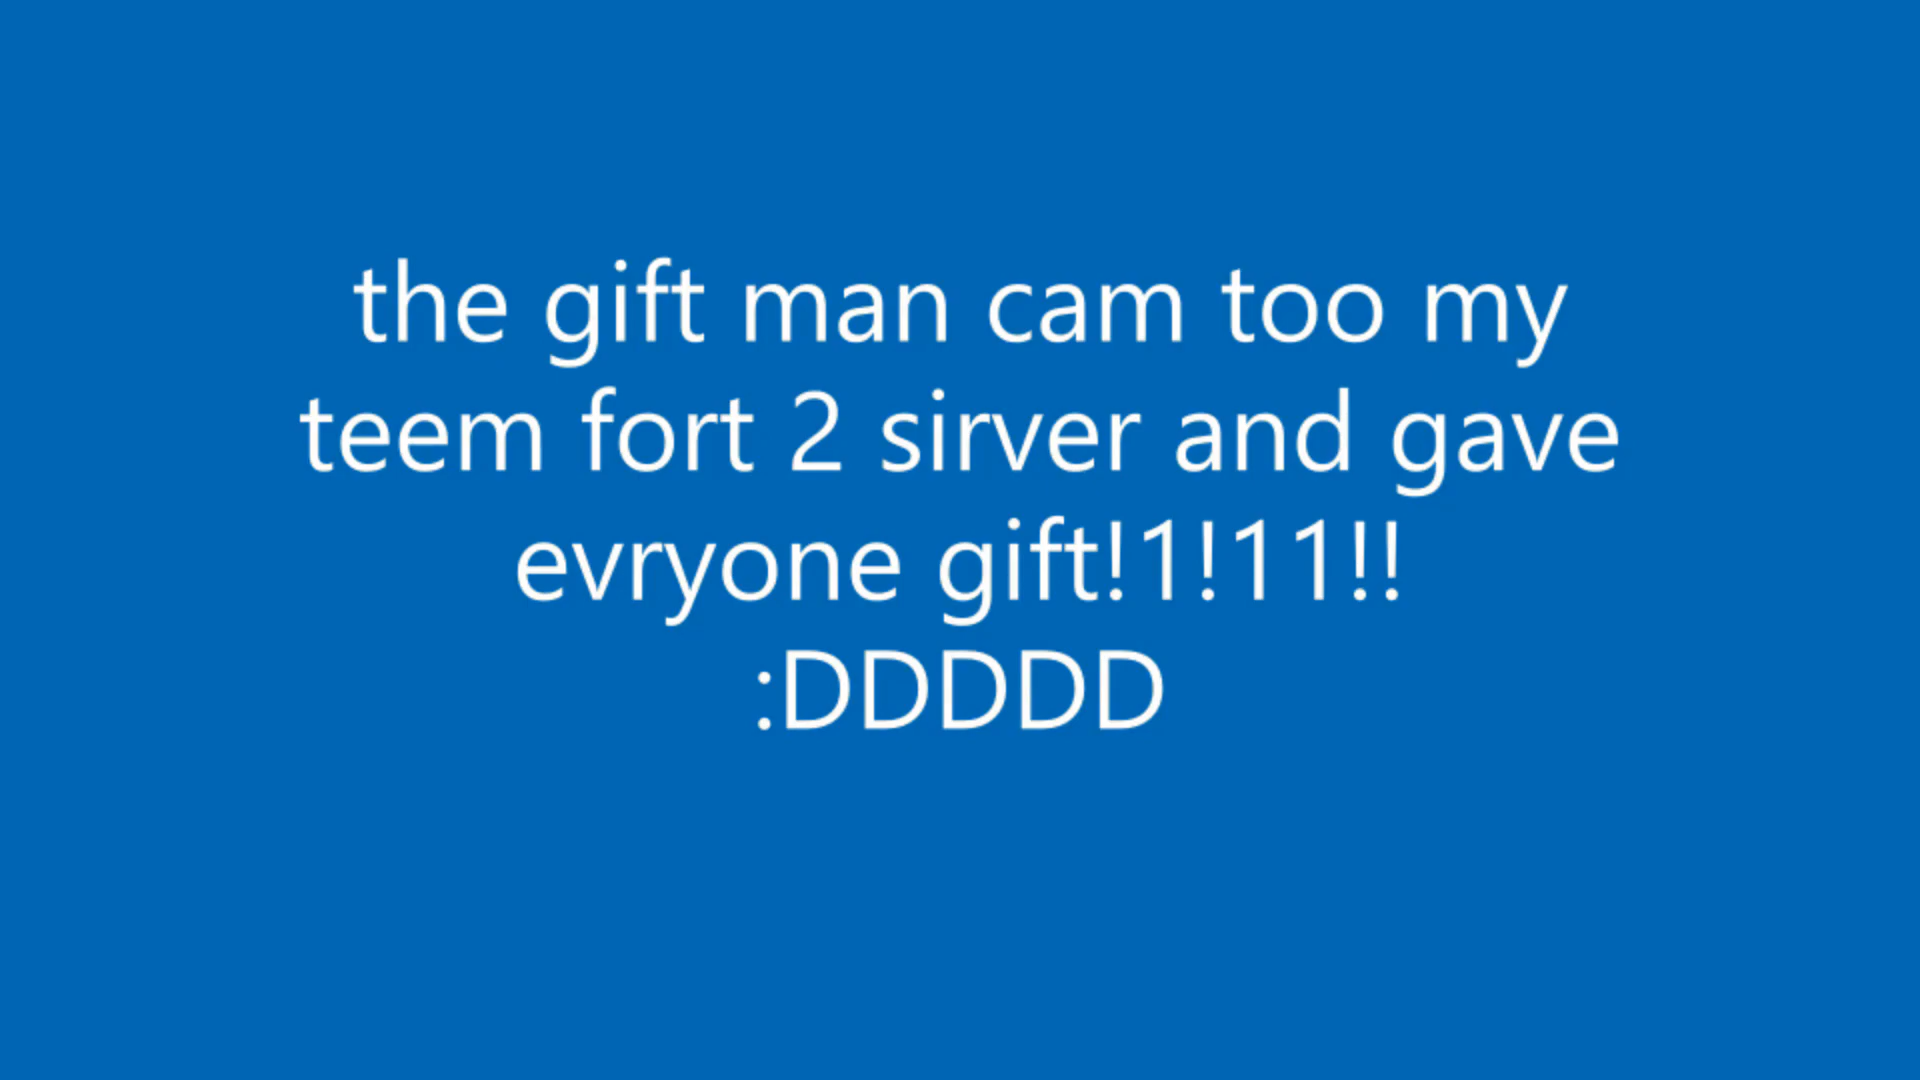 the gift man cam too my
teem fort 2 sirver and gave
evryone gift!1!11!!
:DDDDD